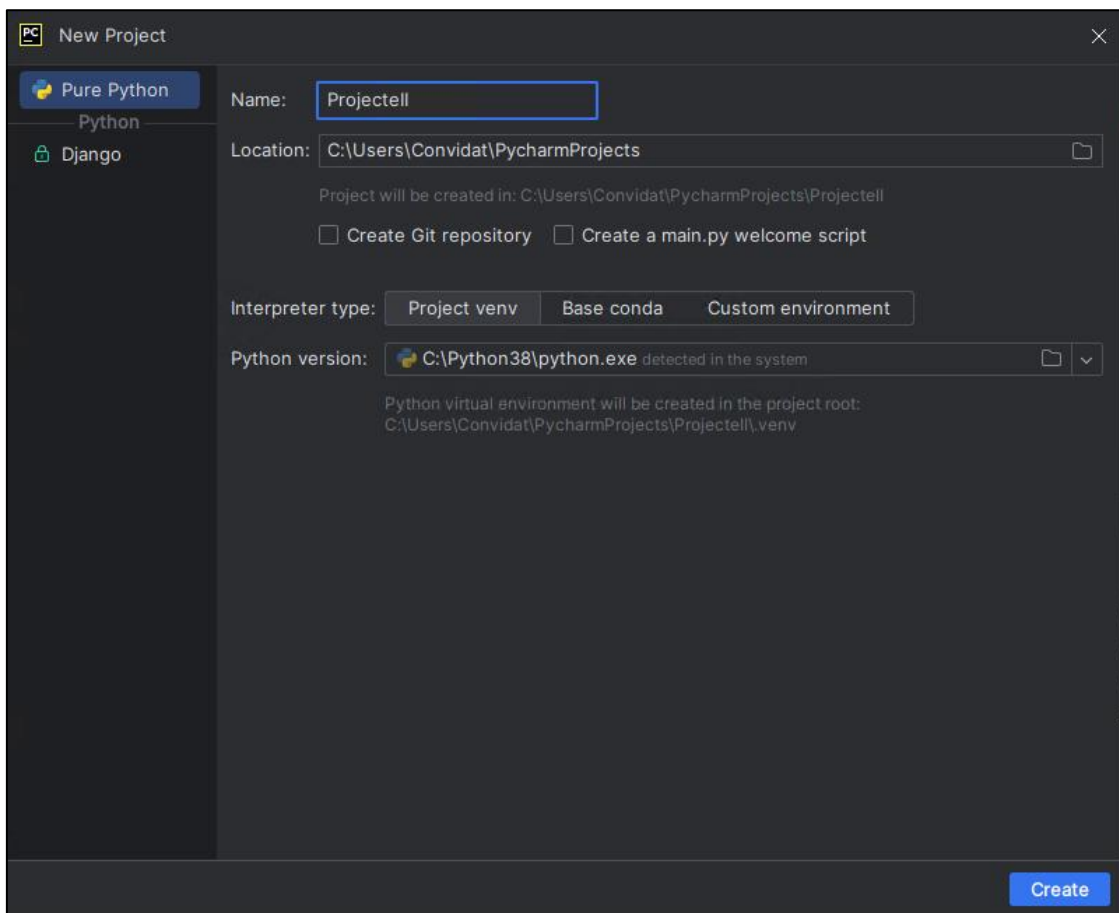 PC New Project
Pure Python
Python
Django
Name: Projectell
Location: C:\Users\Convidat\PycharmProjects
Project will be created in: C:\Users\Convidat\PycharmProjects\Projectell
Create Git repository Create a main.py welcome script
Interpreter type: Project venv Base conda Custom environment
Python version: C:\Python38\python.exe detected in the system
Python virtual environment will be created in the project root:
C:\Users\Convidat\PycharmProjects\Projectell\.venv
Create